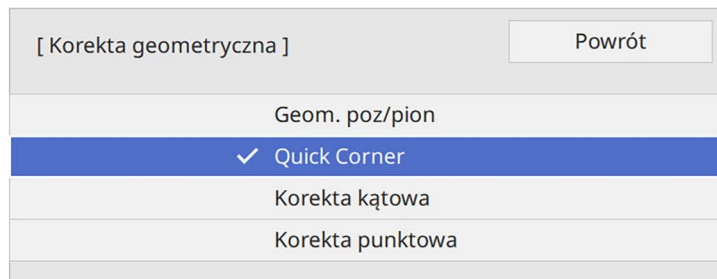 [ Korekta geometryczna ]
Powrót
Geom. poz/pion
Quick Corner
Korekta kątowa
Korekta punktowa